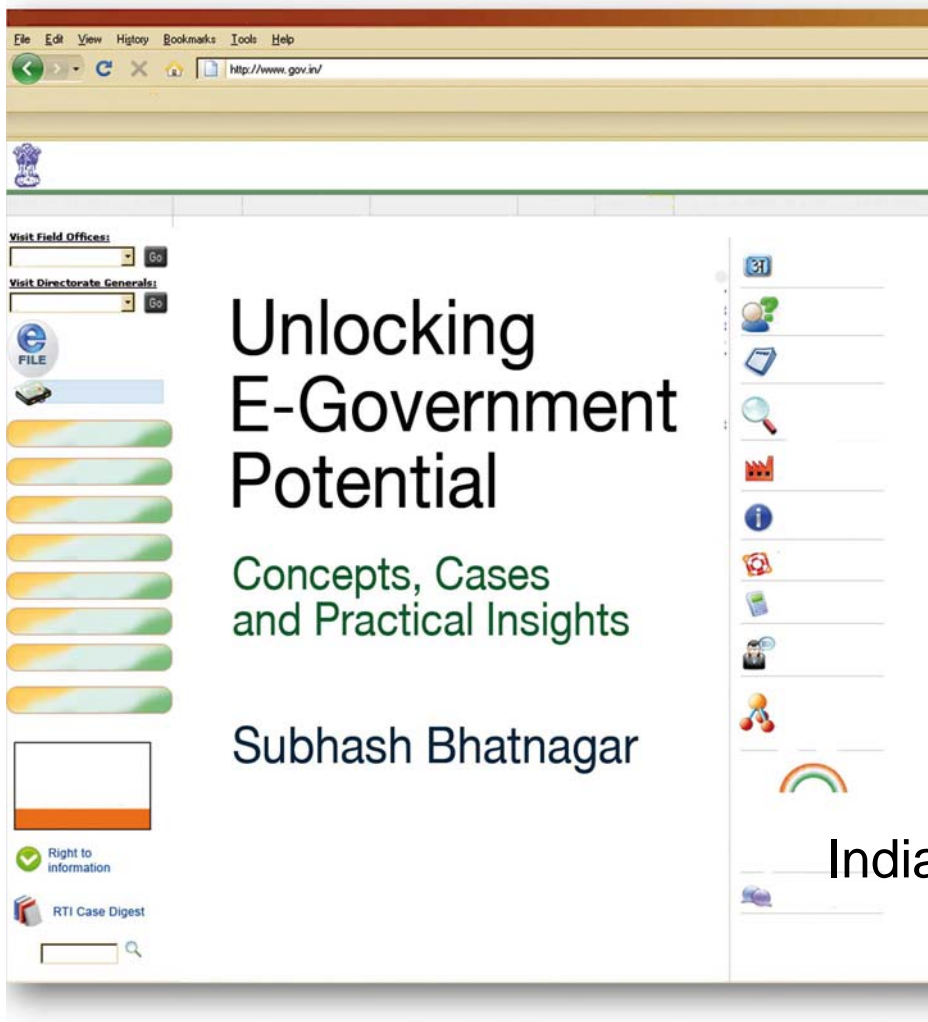 File Edit View History Bookmarks Tools Help
http://www.gov.in/
Visit Field Offices:
Go
Visit Directorate Generals:
Go
e
FILE
Unlocking
E-Government
Potential
Concepts, Cases
and Practical Insights
Subhash Bhatnagar
Right to
information
RTI Case Digest
अ
i
India